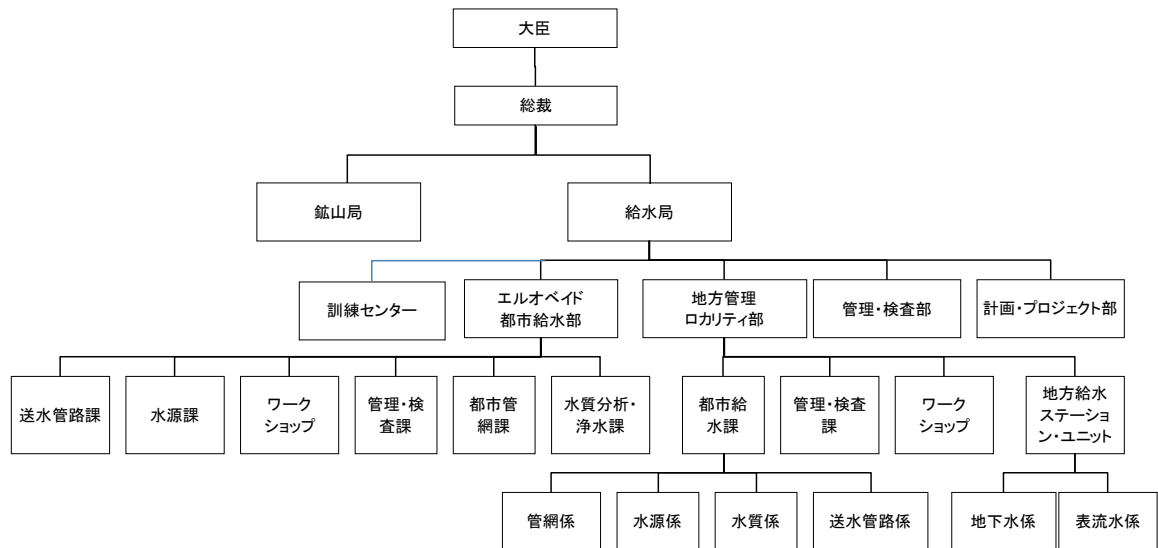 大臣
総裁
鉱山局
給水局
訓練センター
エルオベイド
都市給水部
地方管理
ロカリティ部
管理・検査部
計画・プロジェクト部
送水管路課
水源課
ワーク
ショップ
管理・検
査課
都市管
網課
水質分析・
浄水課
都市給
水課
管理・検査
課
ワーク
ショップ
地方給水
ステーショ
ン・ユニット
管網係
水源係
水質係
送水管路係
地下水係
表流水係